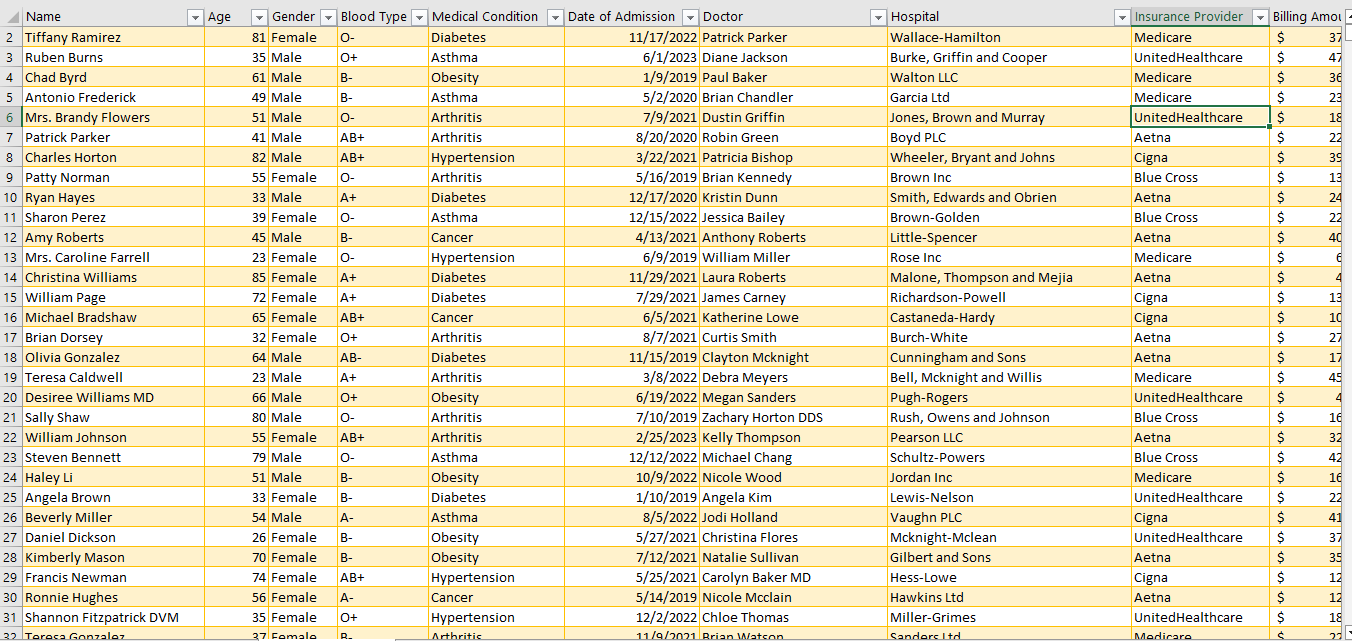 Name Age Gender Blood Type Medical Condition Date of Admission Doctor Hospital Insurance Provider Billing Amou
2 Tiffany Ramirez 81 Female O- Diabetes 11/17/2022 Patrick Parker Wallace-Hamilton Medicare $ 37
3 Ruben Burns 35 Male O+ Asthma 6/1/2023 Diane Jackson Burke, Griffin and Cooper UnitedHealthcare $ 47
4 Chad Byrd 61 Male B- Obesity 1/9/2019 Paul Baker Walton LLC Medicare $ 36
5 Antonio Frederick 49 Male B- Asthma 5/2/2020 Brian Chandler Garcia Ltd Medicare $ 23
6 Mrs. Brandy Flowers 51 Male O- Arthritis 7/9/2021 Dustin Griffin Jones, Brown and Murray UnitedHealthcare $ 18
7 Patrick Parker 41 Male AB+ Arthritis 8/20/2020 Robin Green Boyd PLC Aetna $ 22
8 Charles Horton 82 Male AB+ Hypertension 3/22/2021 Patricia Bishop Wheeler, Bryant and Johns Cigna $ 39
9 Patty Norman 55 Female O- Arthritis 5/16/2019 Brian Kennedy Brown Inc Blue Cross $ 13
10 Ryan Hayes 33 Male A+ Diabetes 12/17/2020 Kristin Dunn Smith, Edwards and Obrien Aetna $ 24
11 Sharon Perez 39 Female O- Asthma 12/15/2022 Jessica Bailey Brown-Golden Blue Cross $ 22
12 Amy Roberts 45 Male B- Cancer 4/13/2021 Anthony Roberts Little-Spencer Aetna $ 40
13 Mrs. Caroline Farrell 23 Female O- Hypertension 6/9/2019 William Miller Rose Inc Medicare $ 6
14 Christina Williams 85 Female A+ Diabetes 11/29/2021 Laura Roberts Malone, Thompson and Mejia Aetna $ 4
15 William Page 72 Female A+ Diabetes 7/29/2021 James Carney Richardson-Powell Cigna $ 13
16 Michael Bradshaw 65 Female AB+ Cancer 6/5/2021 Katherine Lowe Castaneda-Hardy Cigna $ 10
17 Brian Dorsey 32 Female O+ Arthritis 8/7/2021 Curtis Smith Burch-White Aetna $ 27
18 Olivia Gonzalez 64 Male AB- Diabetes 11/15/2019 Clayton Mcknight Cunningham and Sons Aetna $ 17
19 Teresa Caldwell 23 Male A+ Arthritis 3/8/2022 Debra Meyers Bell, Mcknight and Willis Medicare $ 45
20 Desiree Williams MD 66 Male O+ Obesity 6/19/2022 Megan Sanders Pugh-Rogers UnitedHealthcare $ 4
21 Sally Shaw 80 Male O- Arthritis 7/10/2019 Zachary Horton DDS Rush, Owens and Johnson Blue Cross $ 16
22 William Johnson 55 Female AB+ Arthritis 2/25/2023 Kelly Thompson Pearson LLC Aetna $ 32
23 Steven Bennett 79 Male O- Asthma 12/12/2022 Michael Chang Schultz-Powers Blue Cross $ 42
24 Haley Li 51 Male B- Obesity 10/9/2022 Nicole Wood Jordan Inc Medicare $ 16
25 Angela Brown 33 Female B- Diabetes 1/10/2019 Angela Kim Lewis-Nelson UnitedHealthcare $ 22
26 Beverly Miller 54 Male A- Asthma 8/5/2022 Jodi Holland Vaughn PLC Cigna $ 41
27 Daniel Dickson 26 Female B- Obesity 5/27/2021 Christina Flores Mcknight-Mclean UnitedHealthcare $ 37
28 Kimberly Mason 70 Female B- Obesity 7/12/2021 Natalie Sullivan Gilbert and Sons Aetna $ 35
29 Francis Newman 74 Female AB+ Hypertension 5/25/2021 Carolyn Baker MD Hess-Lowe Cigna $ 12
30 Ronnie Hughes 56 Female A- Cancer 5/14/2019 Nicole Mcclain Hawkins Ltd Aetna $ 12
31 Shannon Fitzpatrick DVM 35 Female O+ Hypertension 12/2/2022 Chloe Thomas Miller-Grimes UnitedHealthcare $ 18
32 Teresa Gonzalez 37 Female B- Arthritis 11/9/2021 Brian Watson Sanders Ltd Medicare $ 22